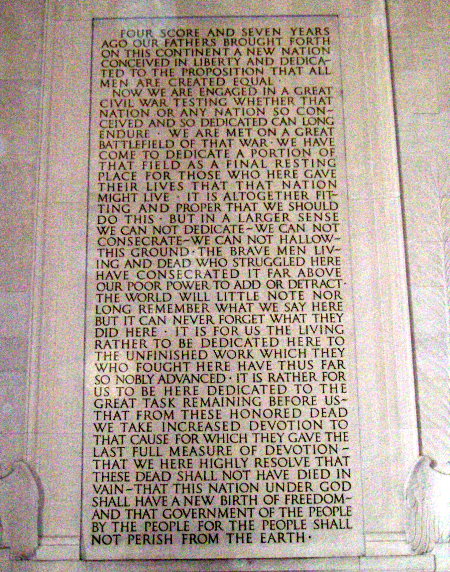 FOUR SCORE AND SEVEN YEARS
AGO OUR FATHERS BROUGHT FORTH
ON THIS CONTINENT A NEW NATION
CONCEIVED IN LIBERTY AND DEDICA-
TED TO THE PROPOSITION THAT ALL
MEN ARE CREATED EQUAL
NOW WE ARE ENGAGED IN A GREAT
CIVIL WAR TESTING WHETHER THAT
NATION OR ANY NATION SO CON-
CEIVED AND SO DEDICATED CAN LONG
ENDURE · WE ARE MET ON A GREAT
BATTLEFIELD OF THAT WAR · WE HAVE
COME TO DEDICATE A PORTION OF
THAT FIELD AS A FINAL RESTING
PLACE FOR THOSE WHO HERE GAVE
THEIR LIVES THAT THAT NATION
MIGHT LIVE · IT IS ALTOGETHER FIT-
TING AND PROPER THAT WE SHOULD
DO THIS · BUT IN A LARGER SENSE
WE CAN NOT DEDICATE~WE CAN NOT
CONSECRATE~WE CAN NOT HALLOW~
THIS GROUND · THE BRAVE MEN LIV-
ING AND DEAD WHO STRUGGLED HERE
HAVE CONSECRATED IT FAR ABOVE
OUR POOR POWER TO ADD OR DETRACT ·
THE WORLD WILL LITTLE NOTE NOR
LONG REMEMBER WHAT WE SAY HERE
BUT IT CAN NEVER FORGET WHAT THEY
DID HERE · IT IS FOR US THE LIVING
RATHER TO BE DEDICATED HERE TO
THE UNFINISHED WORK WHICH THEY
WHO FOUGHT HERE HAVE THUS FAR
SO NOBLY ADVANCED · IT IS RATHER FOR
US TO BE HERE DEDICATED TO THE
GREAT TASK REMAINING BEFORE US~
THAT FROM THESE HONORED DEAD
WE TAKE INCREASED DEVOTION TO
THAT CAUSE FOR WHICH THEY GAVE THE
LAST FULL MEASURE OF DEVOTION~
THAT WE HERE HIGHLY RESOLVE THAT
THESE DEAD SHALL NOT HAVE DIED IN
VAIN~THAT THIS NATION UNDER GOD
SHALL HAVE A NEW BIRTH OF FREEDOM~
AND THAT GOVERNMENT OF THE PEOPLE
BY THE PEOPLE FOR THE PEOPLE SHALL
NOT PERISH FROM THE EARTH ·